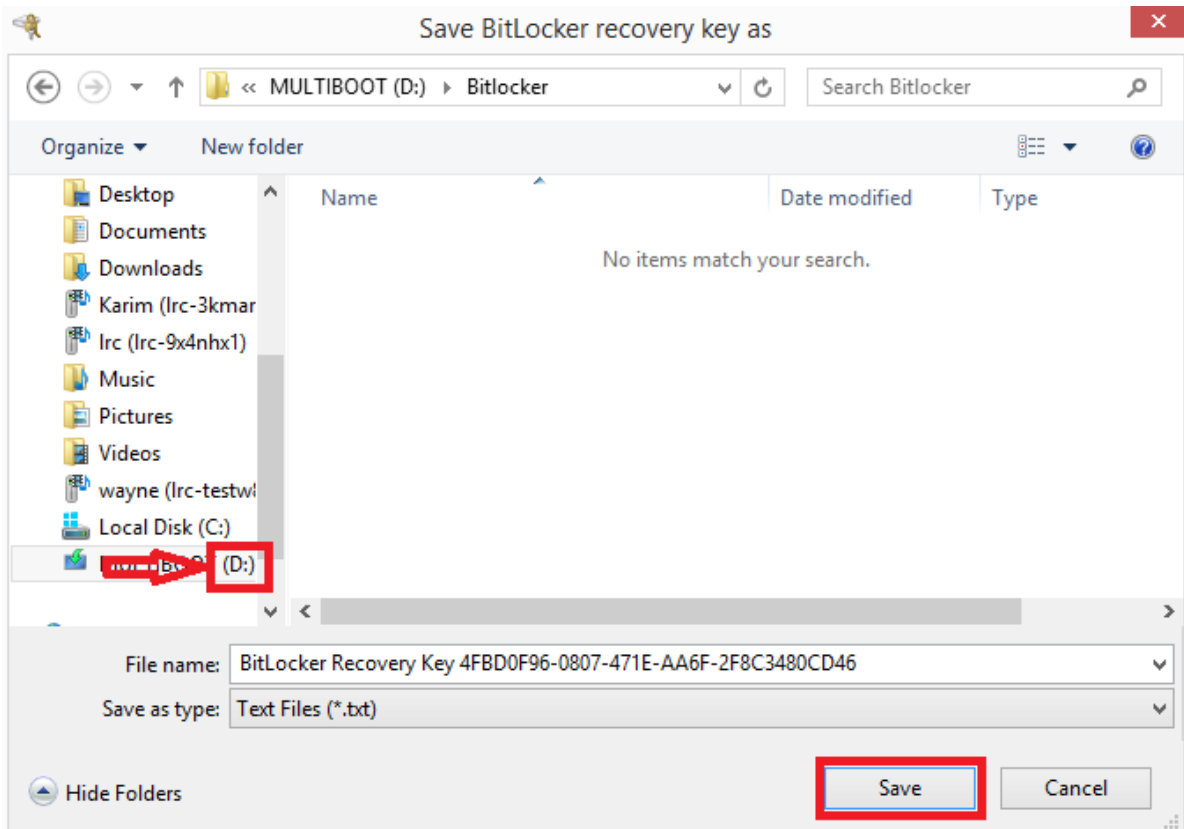 Save BitLocker recovery key as
« MULTIBOOT (D:) Bitlocker
Search Bitlocker
Organize
New folder
Name Date modified Type
No items match your search.
Desktop
Documents
Downloads
Karim (lrc-3kmar
lrc (lrc-9x4nhx1)
Music
Pictures
Videos
wayne (lrc-testw
Local Disk (C:)
(D:)
File name: BitLocker Recovery Key 4FBD0F96-0807-471E-AA6F-2F8C3480CD46
Save as type: Text Files (*.txt)
Hide Folders
Save
Cancel